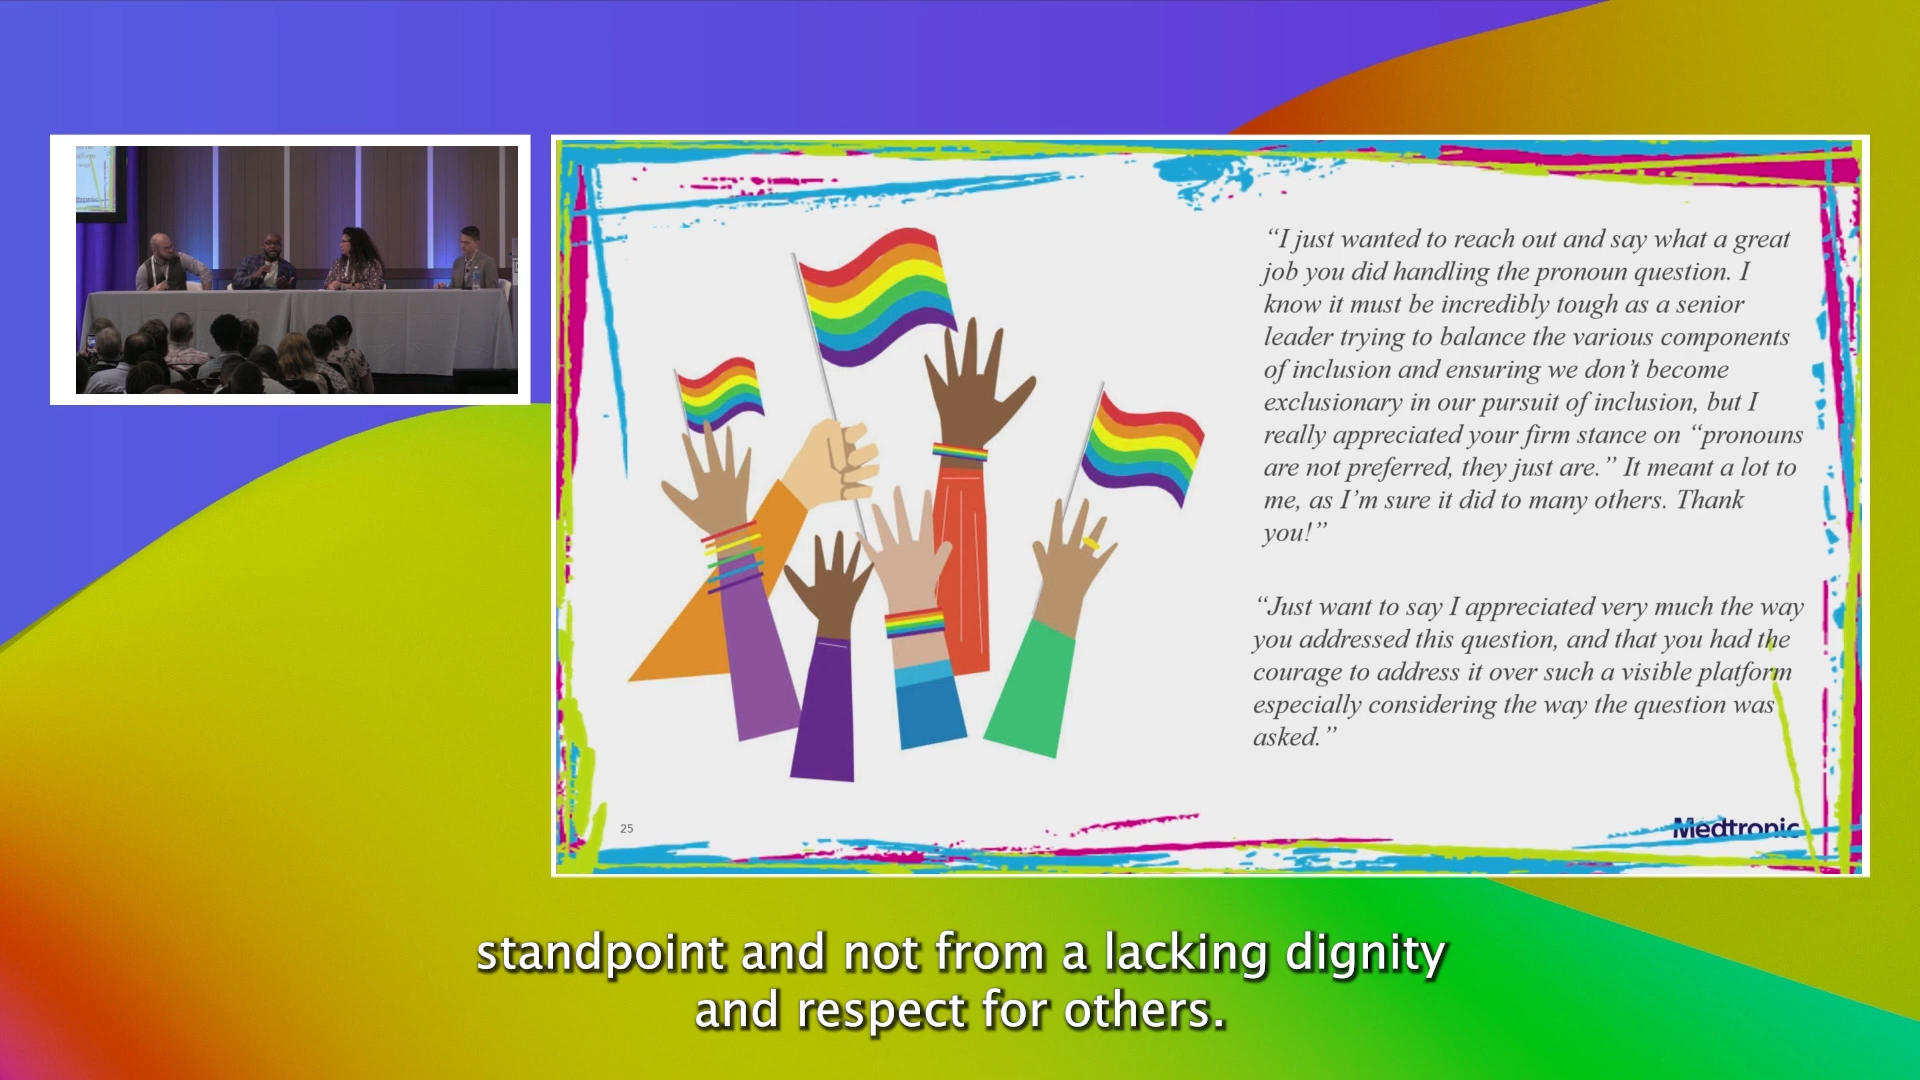 “I just wanted to reach out and say what a great
job you did handling the pronoun question. I
know it must be incredibly tough as a senior
leader trying to balance the various components
of inclusion and ensuring we don’t become
exclusionary in our pursuit of inclusion, but I
really appreciated your firm stance on “pronouns
are not preferred, they just are.” It meant a lot to
me, as I’m sure it did to many others. Thank
you!”
“Just want to say I appreciated very much the way
you addressed this question, and that you had the
courage to address it over such a visible platform
especially considering the way the question was
asked.”
25
Medtronic
standpoint and not from a lacking dignity
and respect for others.